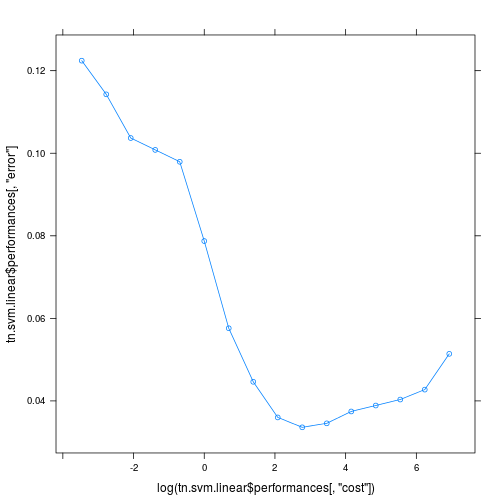 0.12
0.10
0.08
0.06
0.04
tn.svm.linear$performances[, "error"]
-2 0 2 4 6
log(tn.svm.linear$performances[, "cost"])